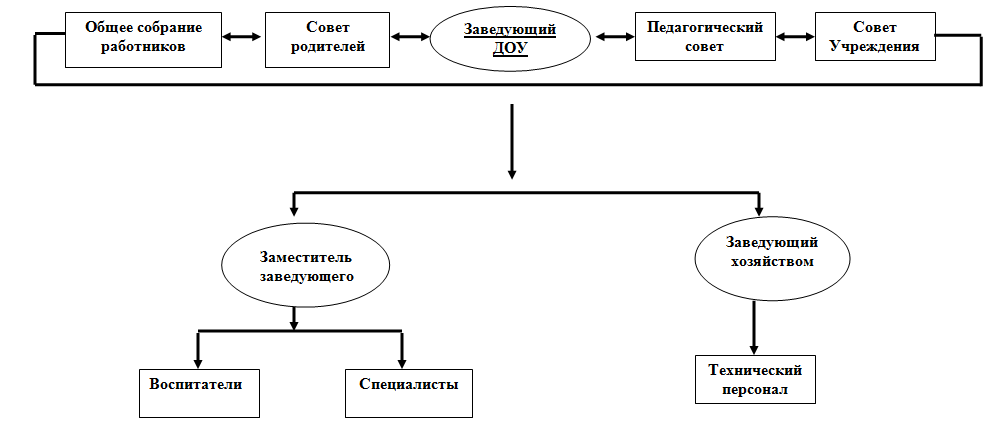 Общее собрание
работников
Совет
родителей
Заведующий
ДОУ
Педагогический
совет
Совет
Учреждения
Заместитель
заведующего
Заведующий
хозяйством
Воспитатели
Специалисты
Технический
персонал